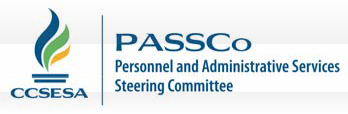 CCSESA
PASSCo
Personnel and Administrative Services
Steering Committee